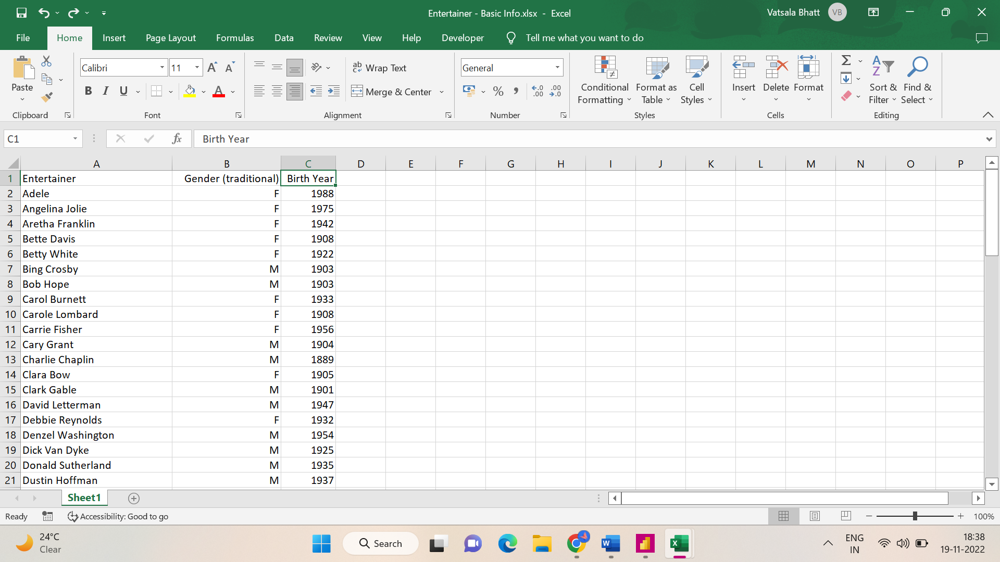 Entertainer - Basic Info.xlsx - Excel
Vatsala Bhatt VB
File Home Insert Page Layout Formulas Data Review View Help Developer Tell me what you want to do
Paste
Clipboard
Calibri 11
B I U A
Font
Wrap Text
Merge & Center
Alignment
General
% , .00 .00
Number
Conditional Formatting
Format as Table
Cell Styles
Styles
Insert Delete Format
Cells
Sort & Filter
Find & Select
Editing
C1 fx Birth Year
A B C D E F G H I J K L M N O P
1 Entertainer Gender (traditional) Birth Year
2 Adele F 1988
3 Angelina Jolie F 1975
4 Aretha Franklin F 1942
5 Bette Davis F 1908
6 Betty White F 1922
7 Bing Crosby M 1903
8 Bob Hope M 1903
9 Carol Burnett F 1933
10 Carole Lombard F 1908
11 Carrie Fisher F 1956
12 Cary Grant M 1904
13 Charlie Chaplin M 1889
14 Clara Bow F 1905
15 Clark Gable M 1901
16 David Letterman M 1947
17 Debbie Reynolds F 1932
18 Denzel Washington M 1954
19 Dick Van Dyke M 1925
20 Donald Sutherland M 1935
21 Dustin Hoffman M 1937
Sheet1
Ready Accessibility: Good to go 100%
24°C
Clear
Search
ENG
IN
18:38
19-11-2022